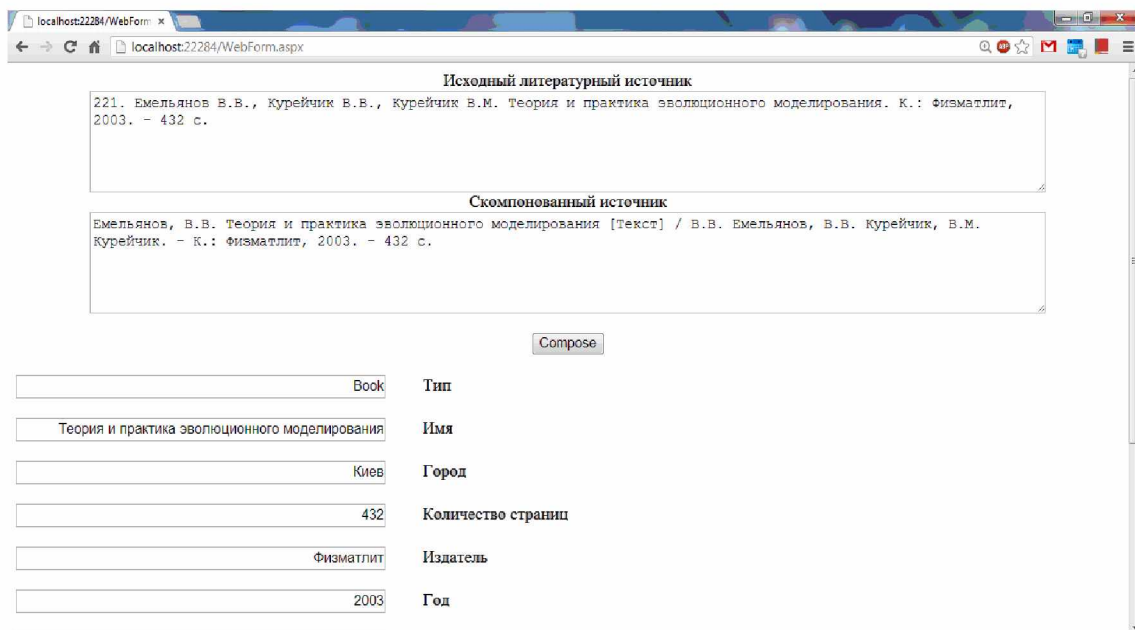 localhost:22284/WebForm
localhost:22284/WebForm.aspx
Исходный литературный источник
221. Емельянов В.В., Курейчик В.В., Курейчик В.М. Теория и практика эволюционного моделирования. К.: Физматлит,
2003. - 432 с.
Скомпонованный источник
Емельянов, В.В. Теория и практика эволюционного моделирования [Текст] / В.В. Емельянов, В.В. Курейчик, В.М.
Курейчик. - К.: Физматлит, 2003. - 432 с.
Compose
Book Тип
Теория и практика эволюционного моделирования Имя
Киев Город
432 Количество страниц
Физматлит Издатель
2003 Год